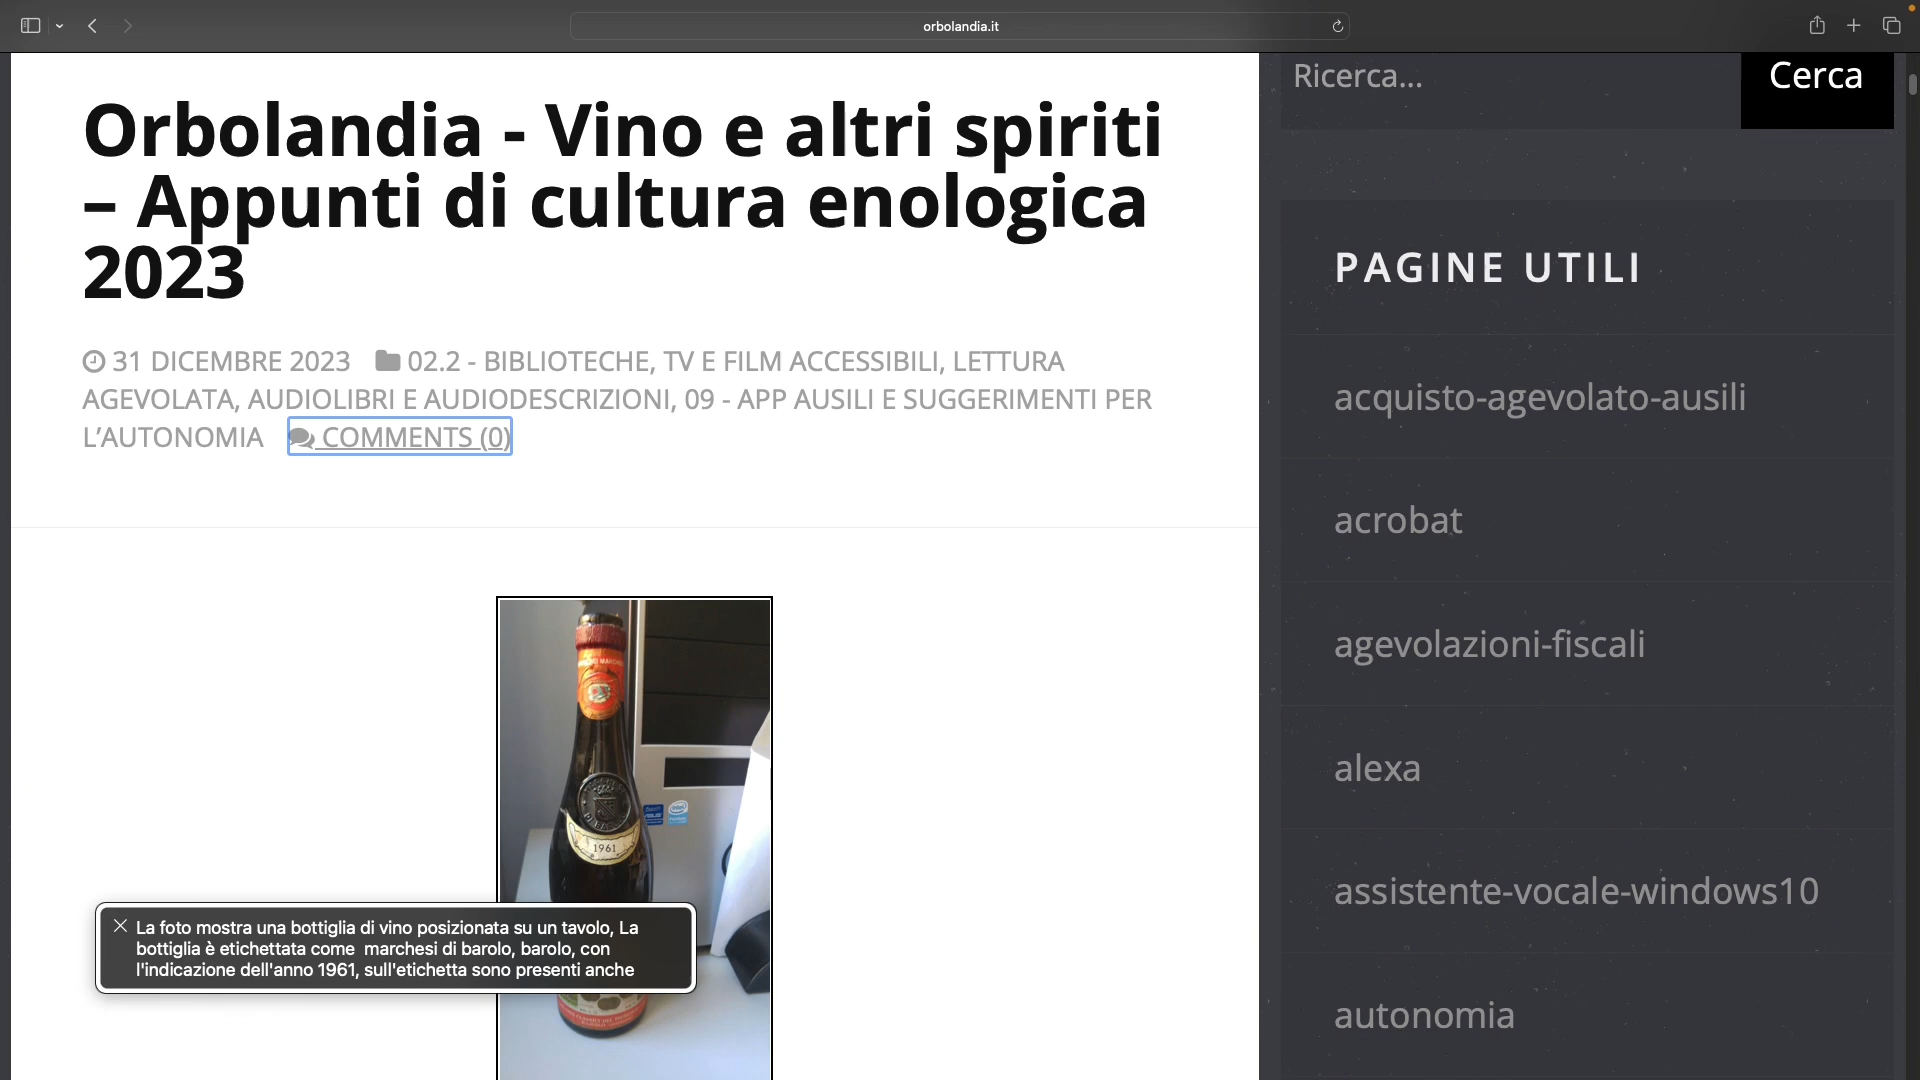 orbolandia.it
Orbolandia - Vino e altri spiriti
– Appunti di cultura enologica
2023
31 DICEMBRE 2023 02.2 - BIBLIOTECHE, TV E FILM ACCESSIBILI, LETTURA
AGEVOLATA, AUDIOLIBRI E AUDIODESCRIZIONI, 09 - APP AUSILI E SUGGERIMENTI PER
L’AUTONOMIA COMMENTS (0)
1961
La foto mostra una bottiglia di vino posizionata su un tavolo, La
bottiglia è etichettata come marchesi di barolo, barolo, con
l'indicazione dell'anno 1961, sull'etichetta sono presenti anche
Ricerca...
Cerca
PAGINE UTILI
acquisto-agevolato-ausili
acrobat
agevolazioni-fiscali
alexa
assistente-vocale-windows10
autonomia